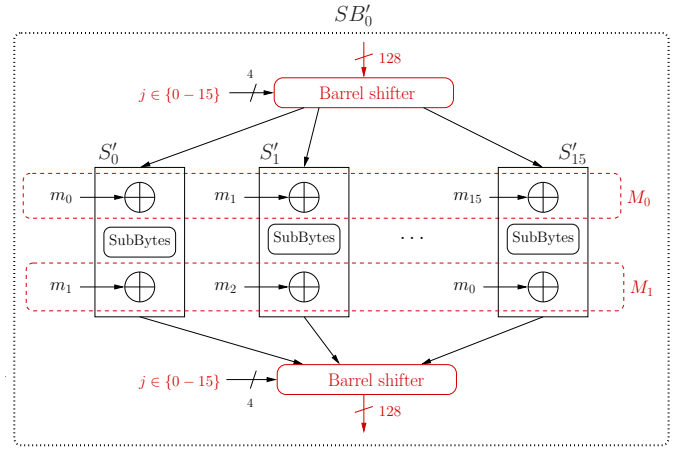 SB′₀
128
4
j ∈ {0 − 15}
Barrel shifter
S′₀ S′₁ S′₁₅
m₀ m₁ m₁₅ M₀
SubBytes SubBytes ··· SubBytes
m₁ m₂ m₀ M₁
j ∈ {0 − 15}
Barrel shifter
4
128